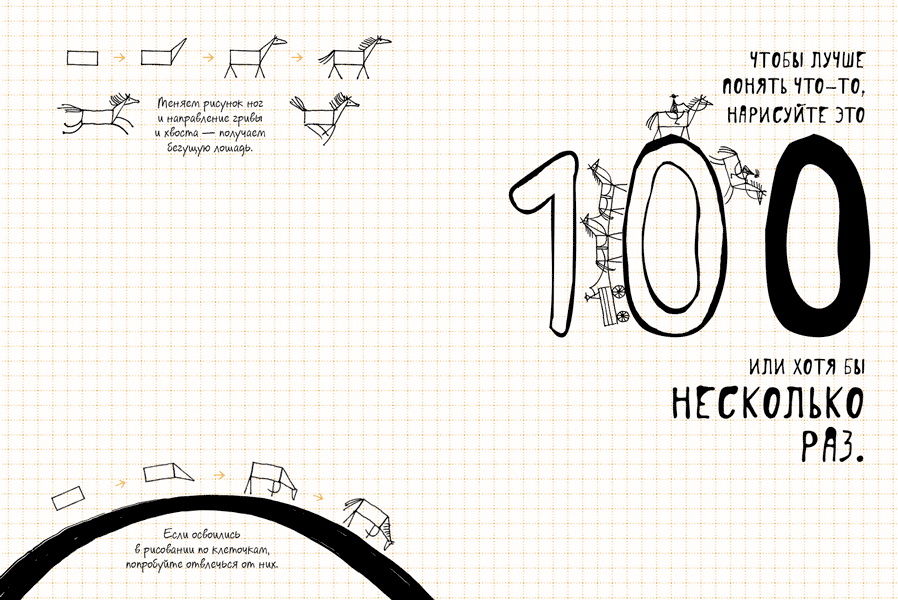 Меняем рисунок ног
и направление гривы
и хвоста — получаем
бегущую лошадь.
Если освоились
в рисовании по клеточкам,
попробуйте отвлечься от них.
ЧТОБЫ ЛУЧШЕ
ПОНЯТЬ ЧТО-ТО,
НАРИСУЙТЕ ЭТО
100
ИЛИ ХОТЯ БЫ
НЕСКОЛЬКО
РАЗ.